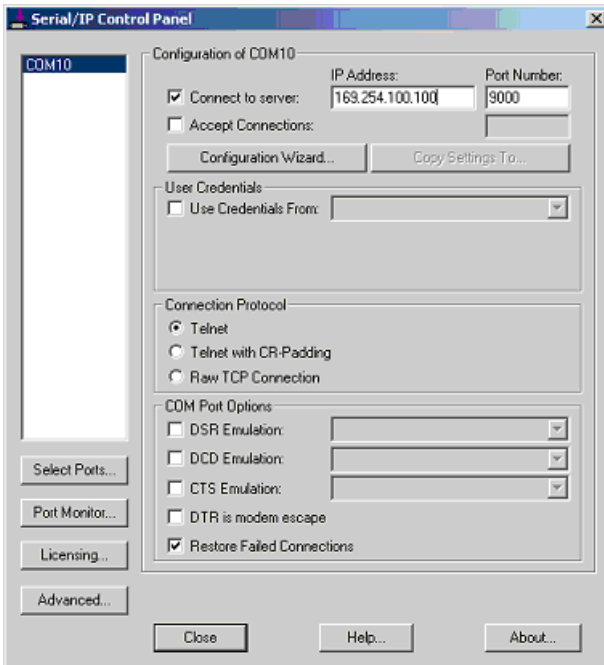 Serial/IP Control Panel
COM10
Configuration of COM10
IP Address: Port Number:
Connect to server: 169.254.100.100 9000
Accept Connections:
Configuration Wizard... Copy Settings To...
User Credentials
Use Credentials From:
Connection Protocol
Telnet
Telnet with CR-Padding
Raw TCP Connection
COM Port Options
DSR Emulation:
DCD Emulation:
CTS Emulation:
DTR is modem escape
Restore Failed Connections
Select Ports...
Port Monitor...
Licensing...
Advanced...
Close Help... About...